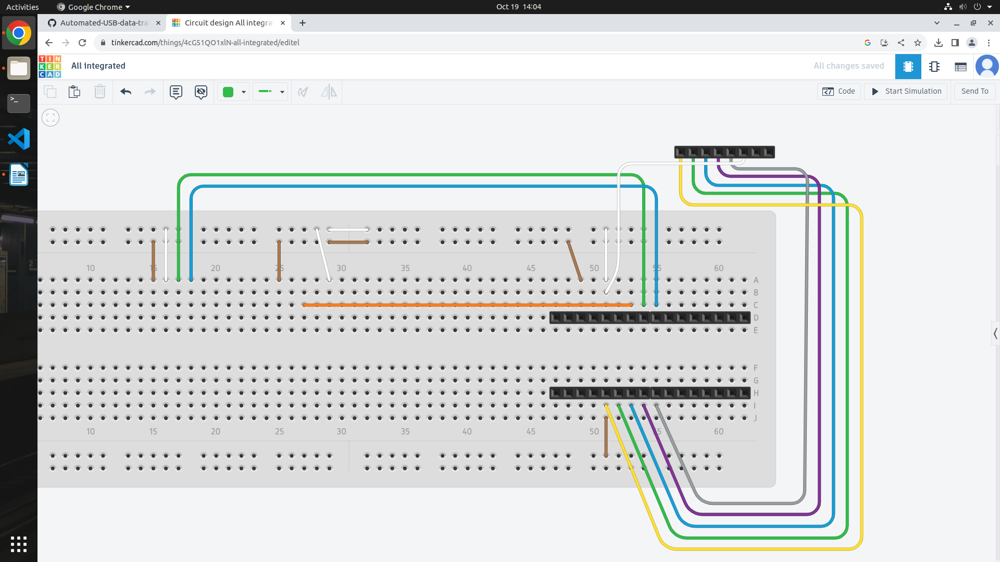 Activities
Google Chrome
Oct 19 14:04
Automated-USB-data-tra
Circuit design All integra
tinkercad.com/things/4cG51QO1xlN-all-integrated/editel
TIN
KER
CAD
All integrated
All changes saved
Code
Start Simulation
Send To
10 15 20 25 30 35 40 45 50 55 60
A
B
C
D
E
F
G
H
I
J
10 15 20 25 30 35 40 45 50 55 60